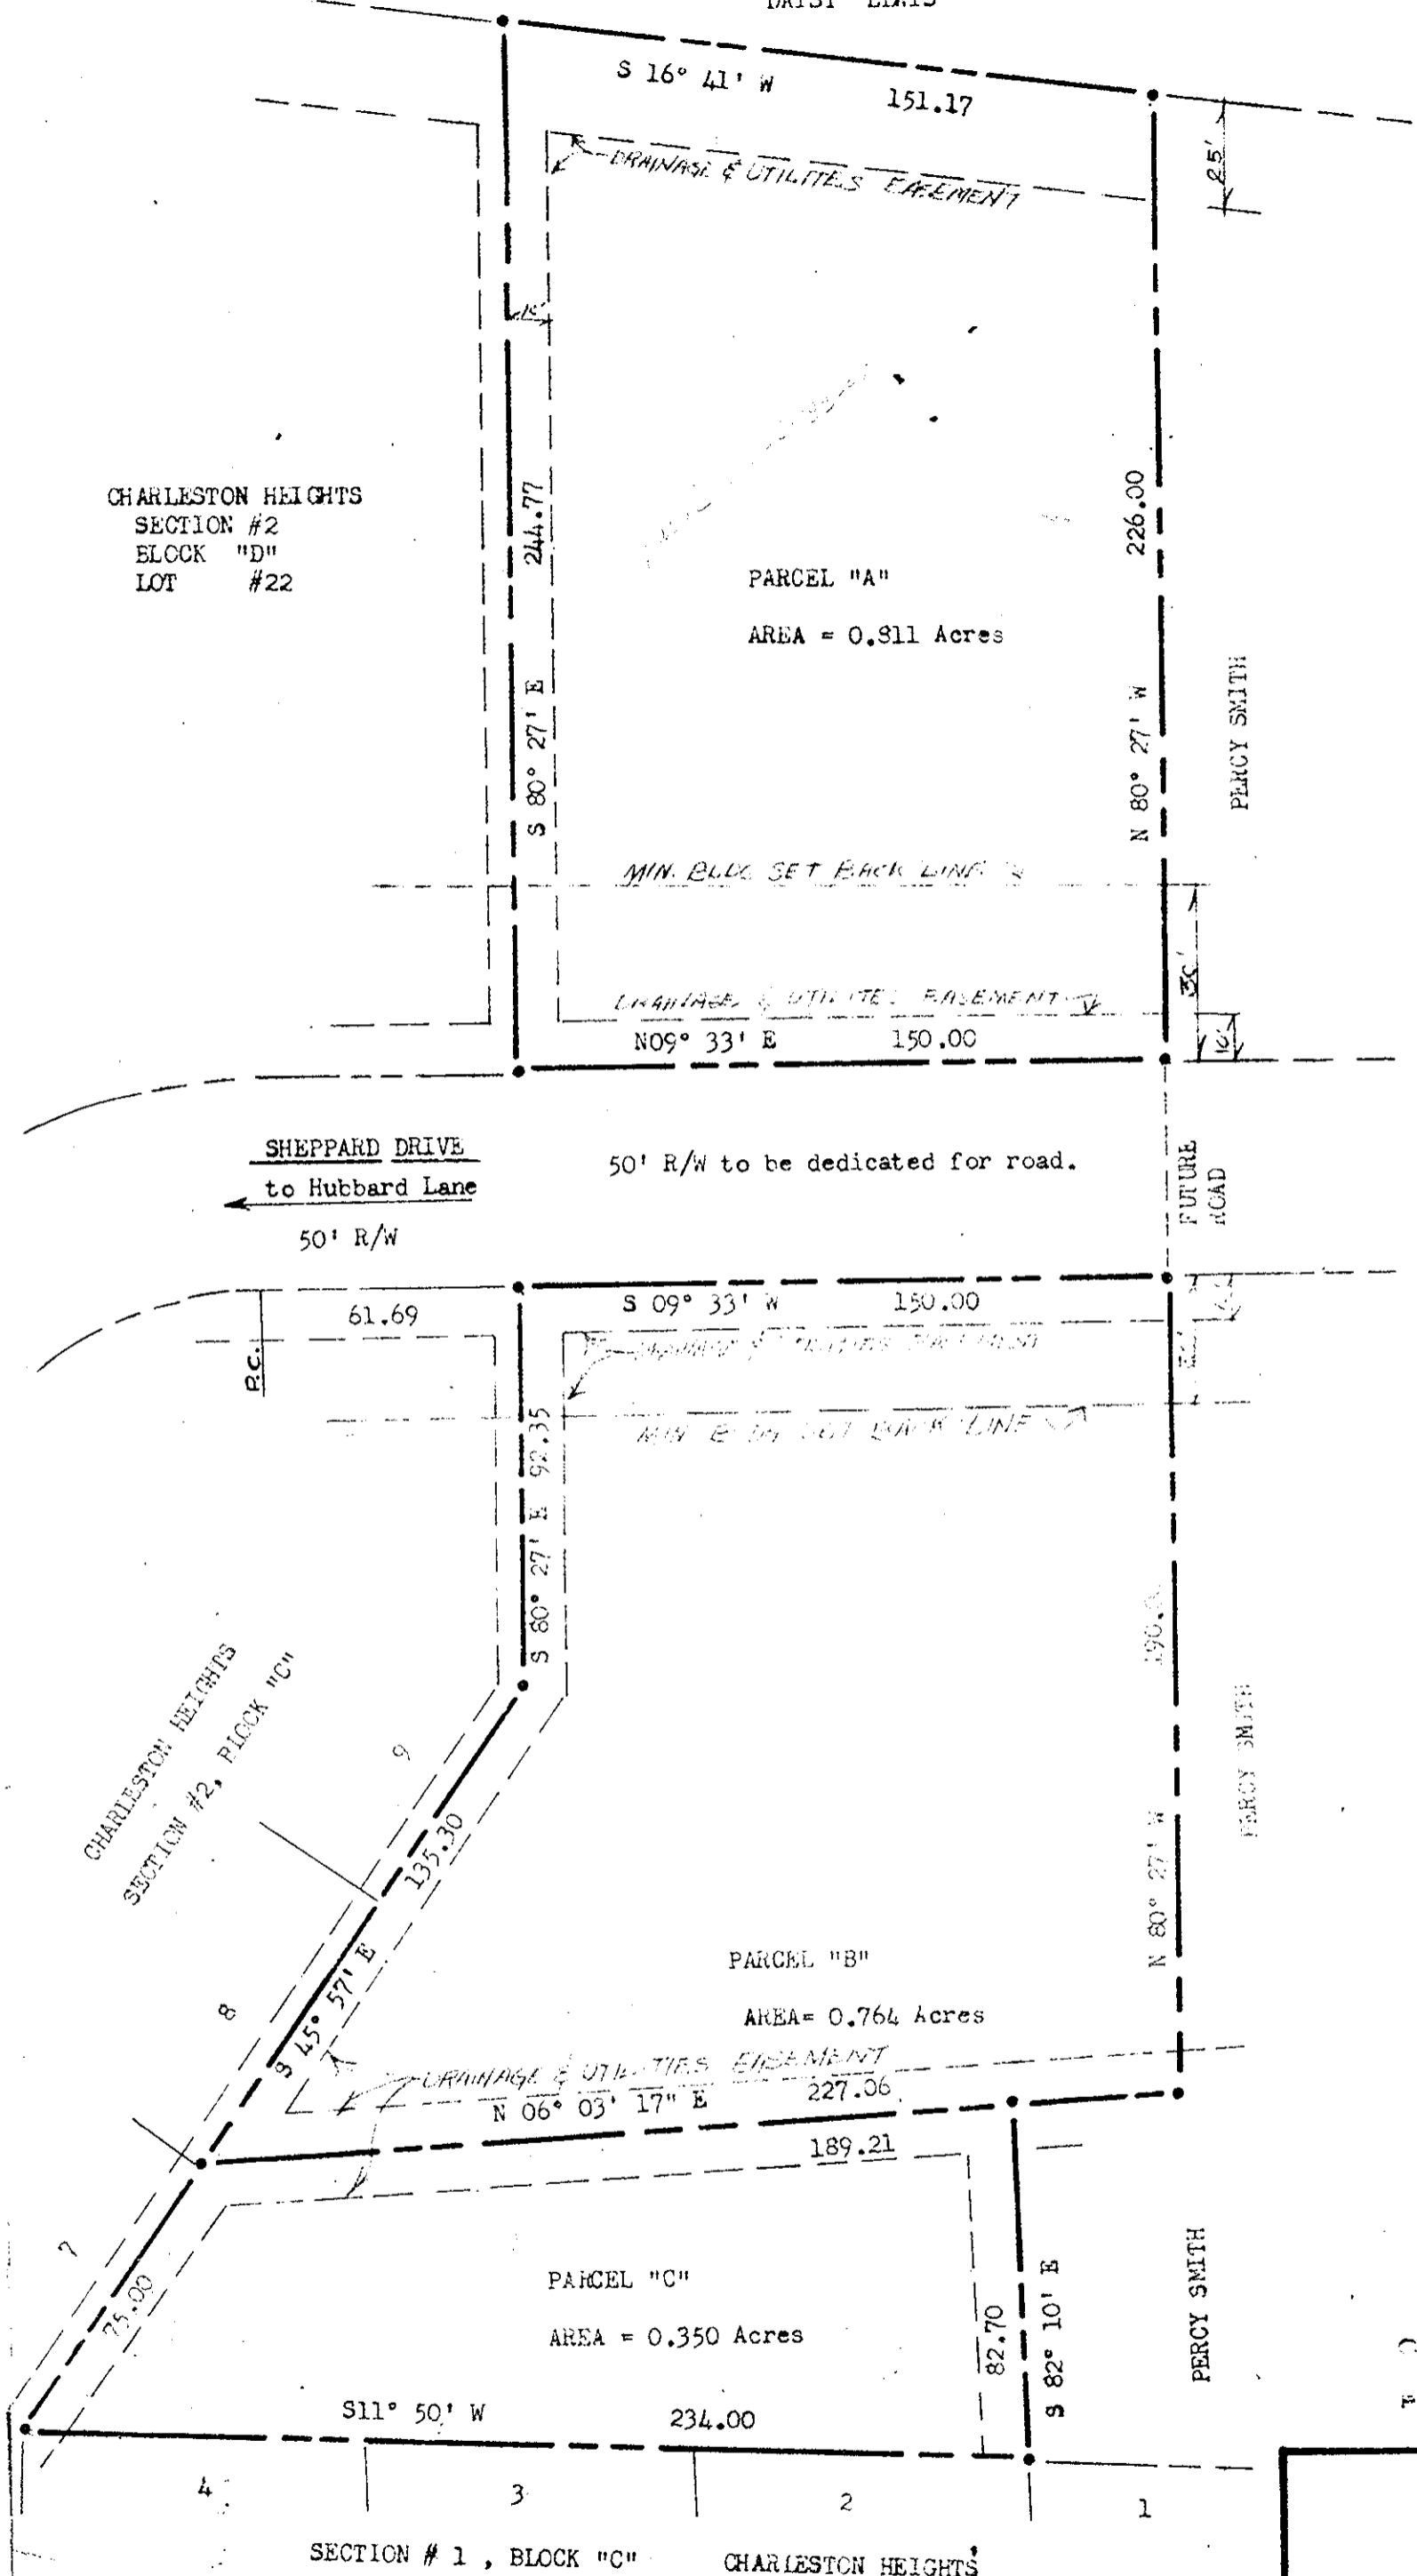 S 16° 41' W 151.17
25'
DRAINAGE & UTILITES EASEMENT
CHARLESTON HEIGHTS
SECTION #2
BLOCK "D"
LOT #22
244.77
S 80° 27' E
PARCEL "A"
AREA = 0.811 Acres
226.00
N 80° 27' W
PERCY SMITH
MIN. BLDG SET BACK LINE
30'
DRAINAGE & UTILITES EASEMENT
10'
N09° 33' E 150.00
SHEPPARD DRIVE
to Hubbard Lane
50' R/W
50' R/W to be dedicated for road.
FUTURE
ROAD
61.69
P.C.
S 09° 33' W 150.00
SET BACK LINE
S 80° 27' E 92.35
CHARLESTON HEIGHTS
SECTION #2, BLOCK "C"
9
135.30
S 45° 57' E
8
N 80° 27' W
PERCY SMITH
PARCEL "B"
AREA= 0.764 Acres
DRAINAGE & UTILITIES EASEMENT
N 06° 03' 17" E 227.06
189.21
7
75.00
PARCEL "C"
AREA = 0.350 Acres
82.70
S 82° 10' E
PERCY SMITH
S11° 50' W 234.00
4 3 2 1
SECTION # 1 , BLOCK "C" CHARLESTON HEIGHTS